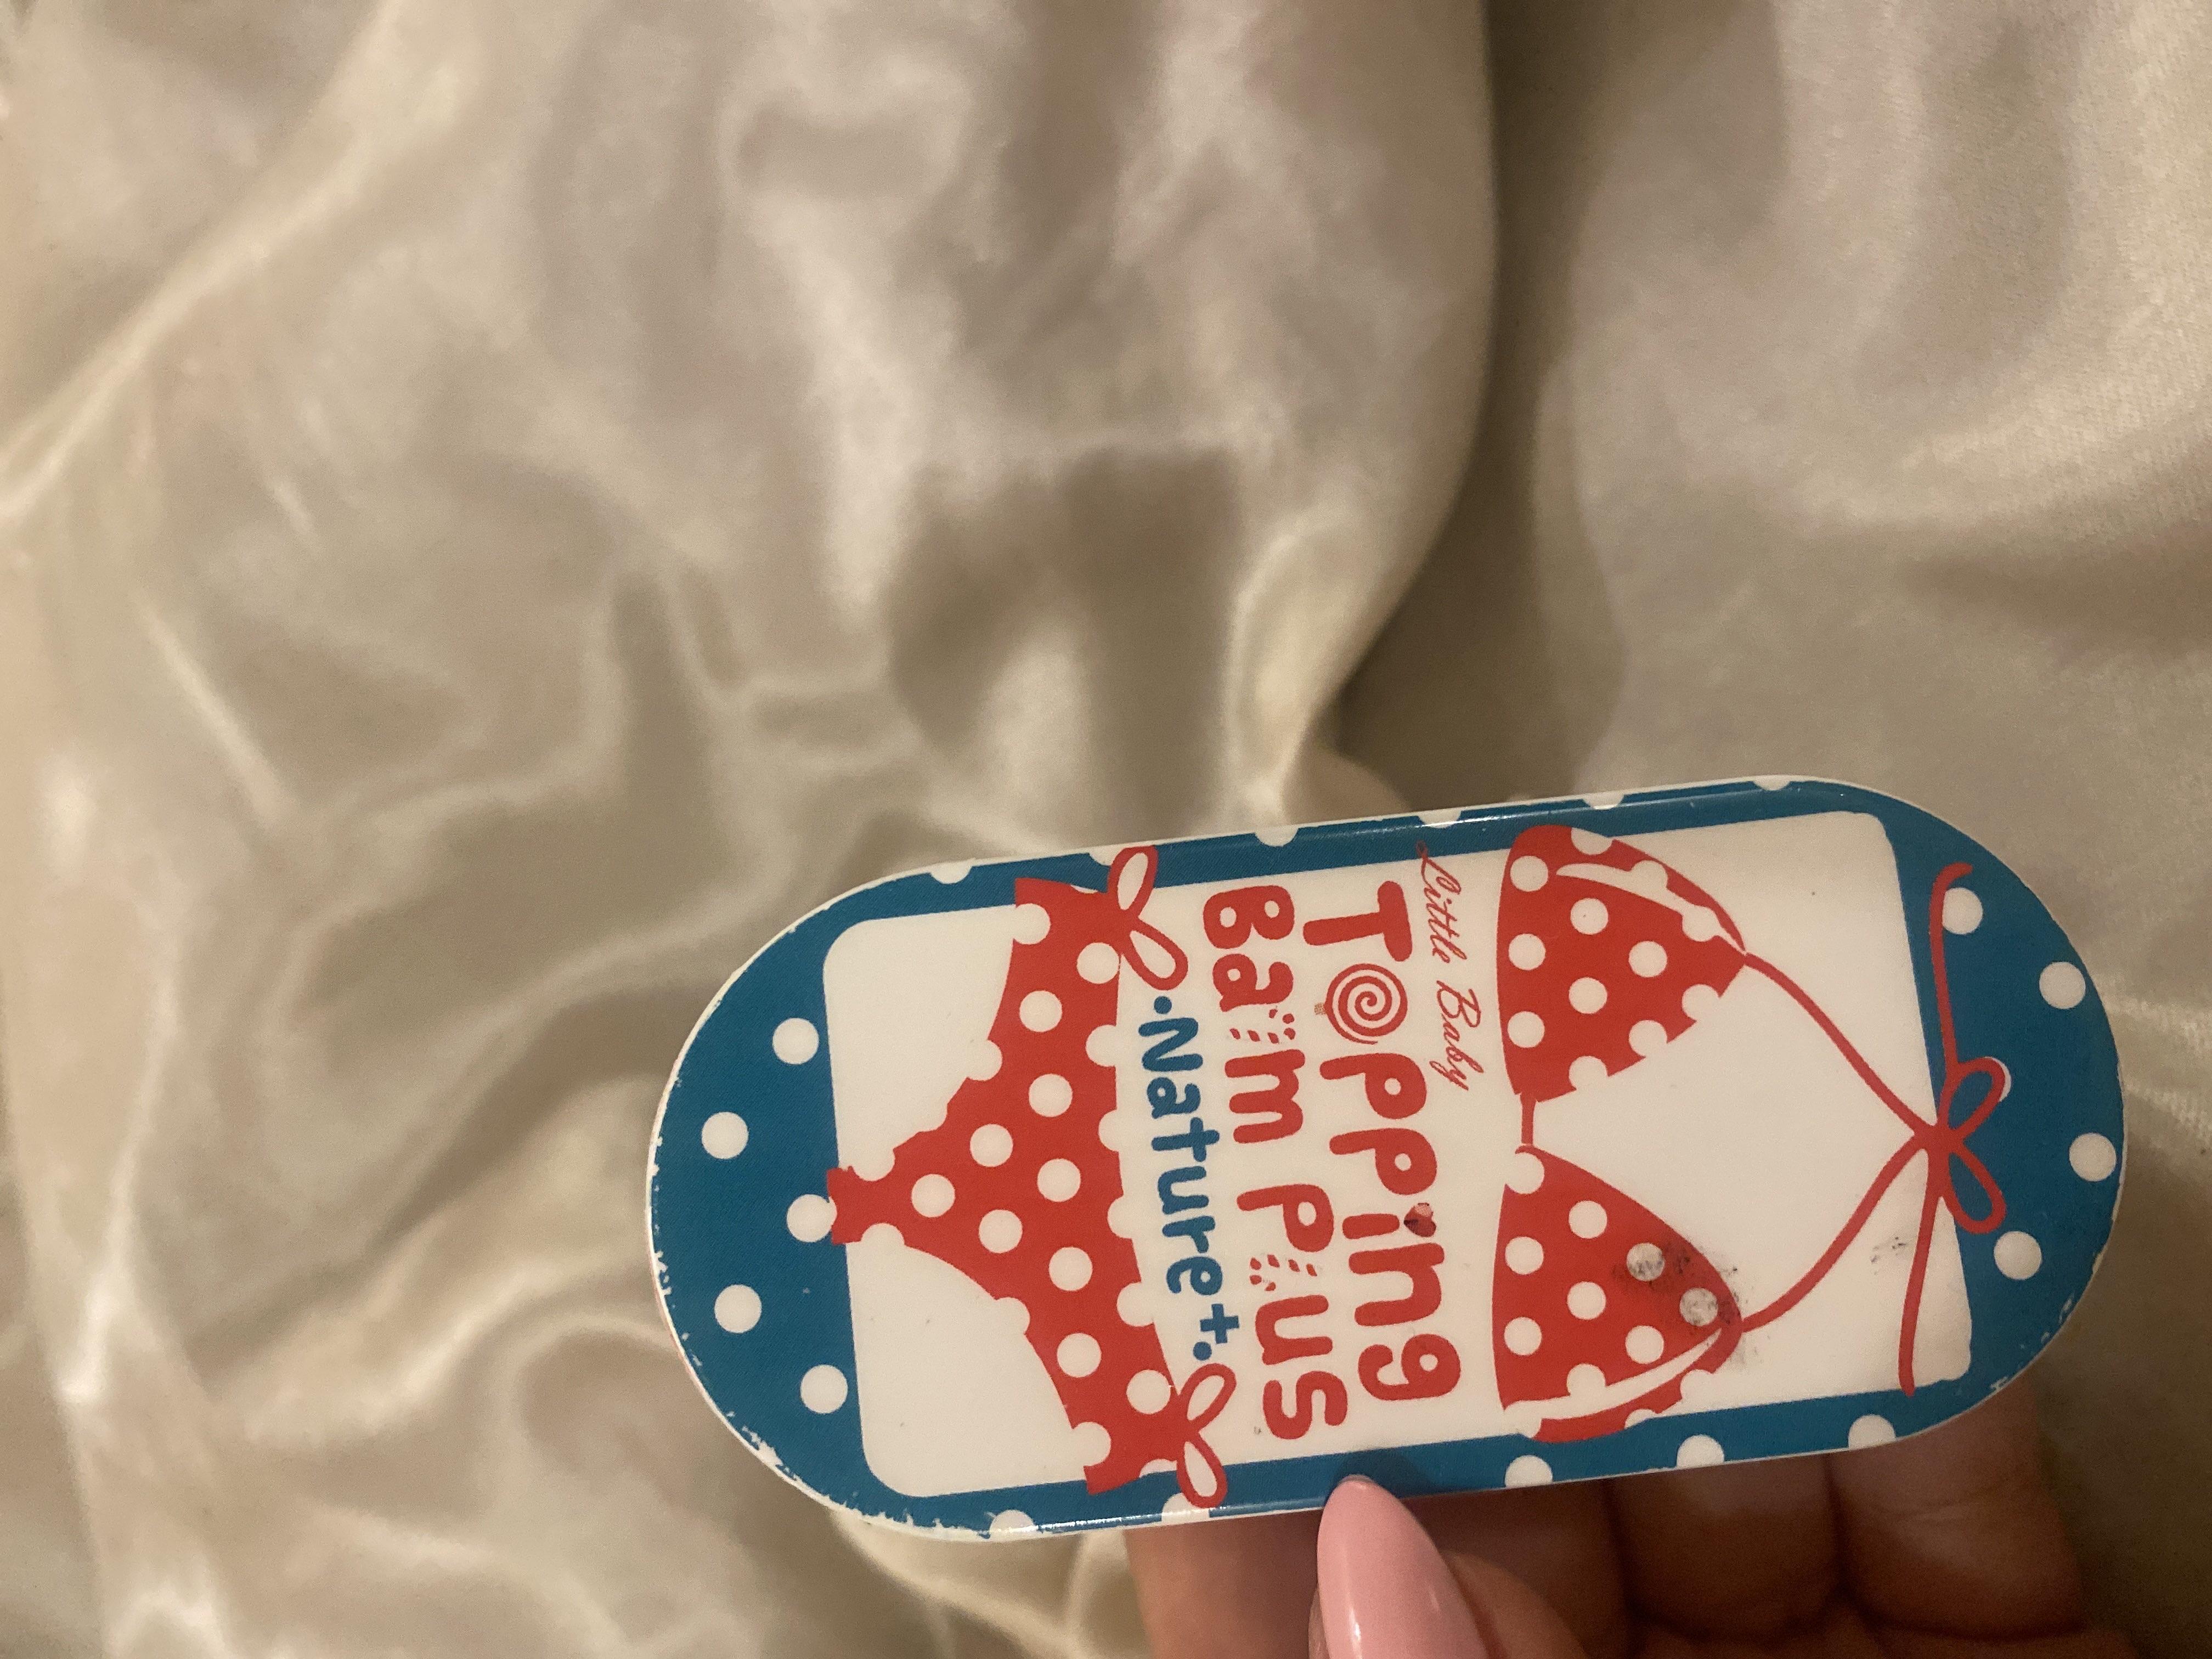 Little Baby
Topping
Balm Plus
•Nature+•